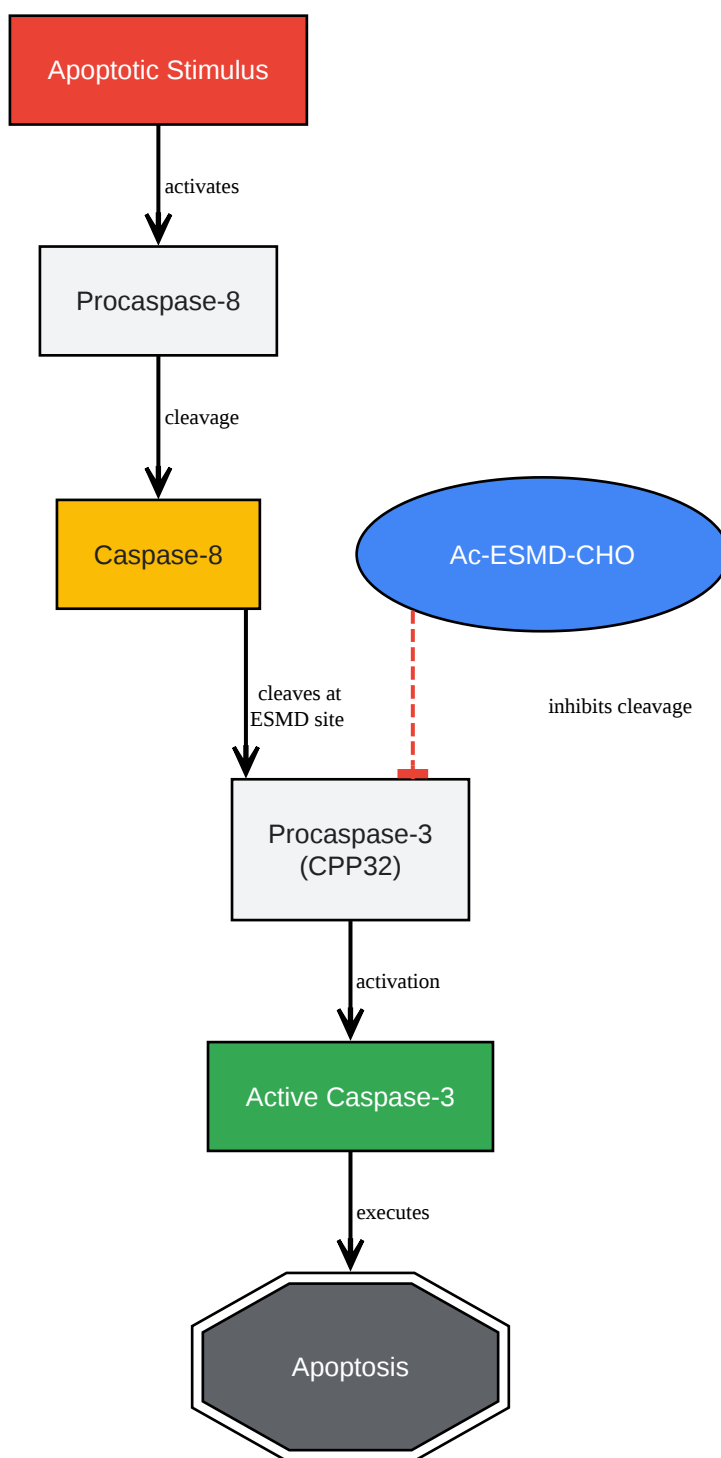 Apoptotic Stimulus
activates
Procaspase-8
cleavage
Caspase-8
Ac-ESMD-CHO
cleaves at
ESMD site
inhibits cleavage
Procaspase-3
(CPP32)
activation
Active Caspase-3
executes
Apoptosis